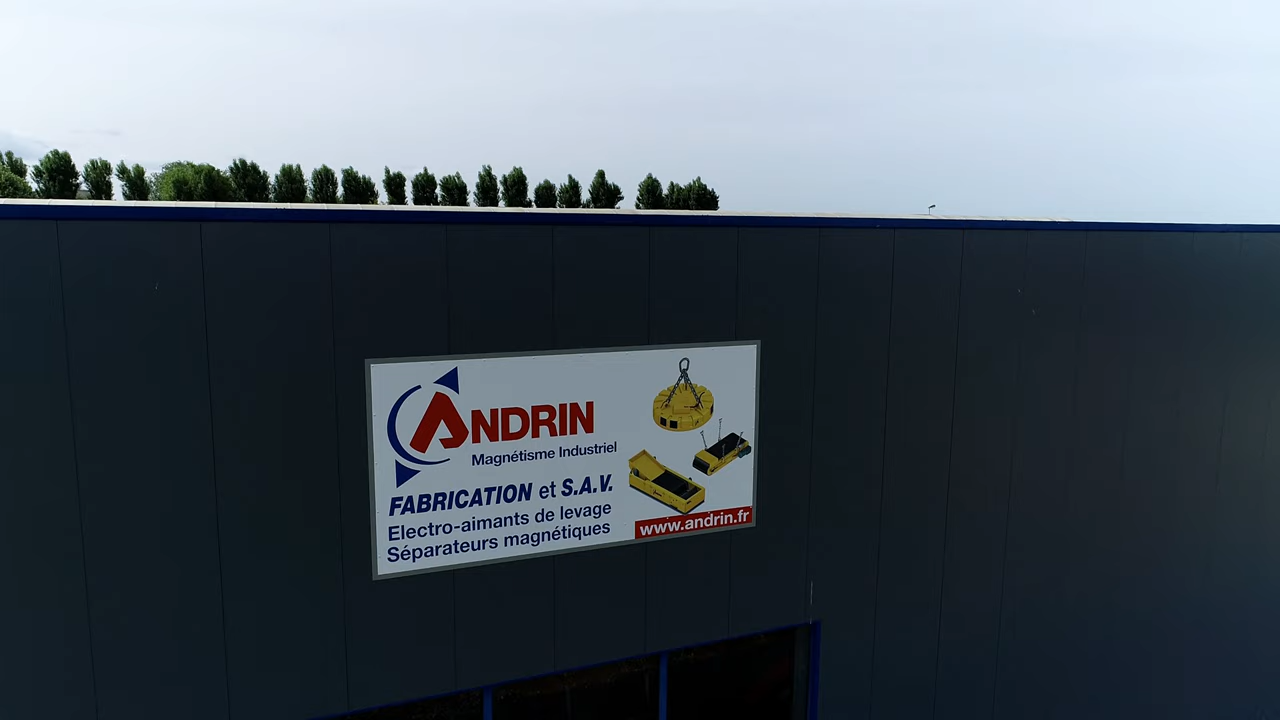 ANDRIN
Magnétisme Industriel
FABRICATION et S.A.V.
Electro-aimants de levage
Séparateurs magnétiques
www.andrin.fr